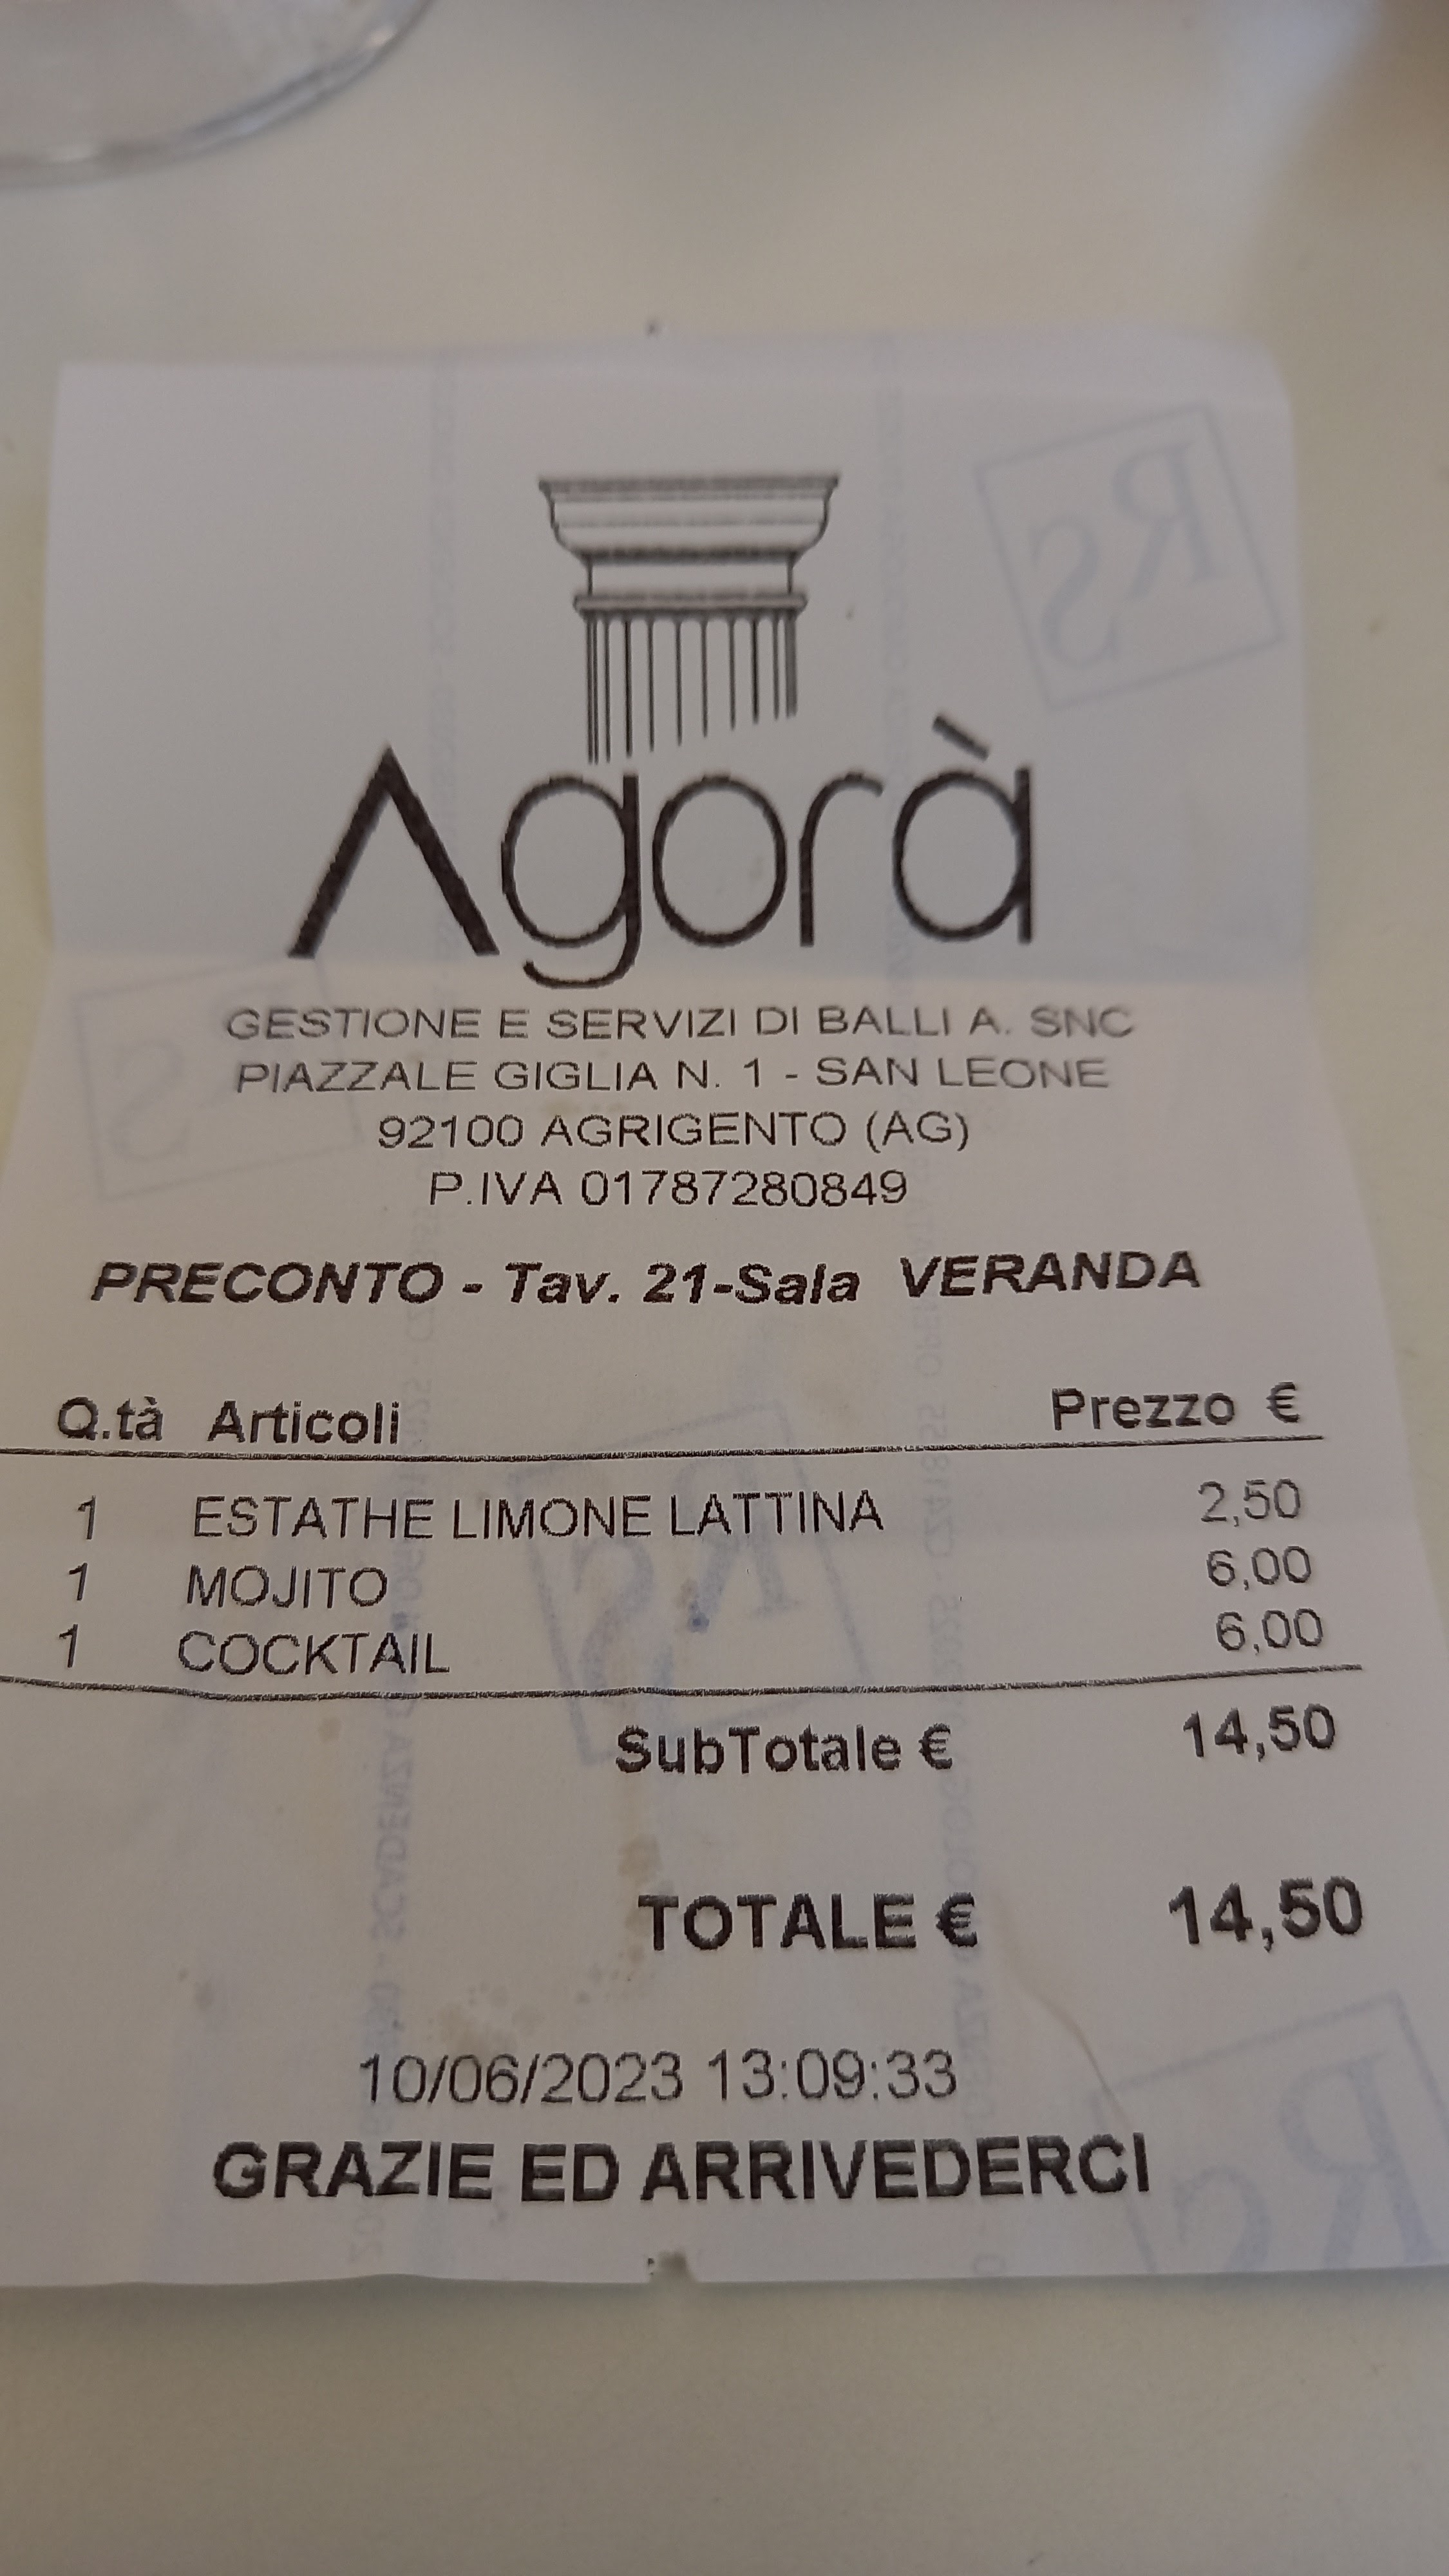 Agorà
GESTIONE E SERVIZI DI BALLI A. SNC
PIAZZALE GIGLIA N. 1 - SAN LEONE
92100 AGRIGENTO (AG)
P.IVA 01787280849
PRECONTO - Tav. 21-Sala VERANDA
Q.tà Articoli Prezzo €
1 ESTATHE LIMONE LATTINA 2,50
1 MOJITO 6,00
1 COCKTAIL 6,00
SubTotale € 14,50
TOTALE € 14,50
10/06/2023 13:09:33
GRAZIE ED ARRIVEDERCI